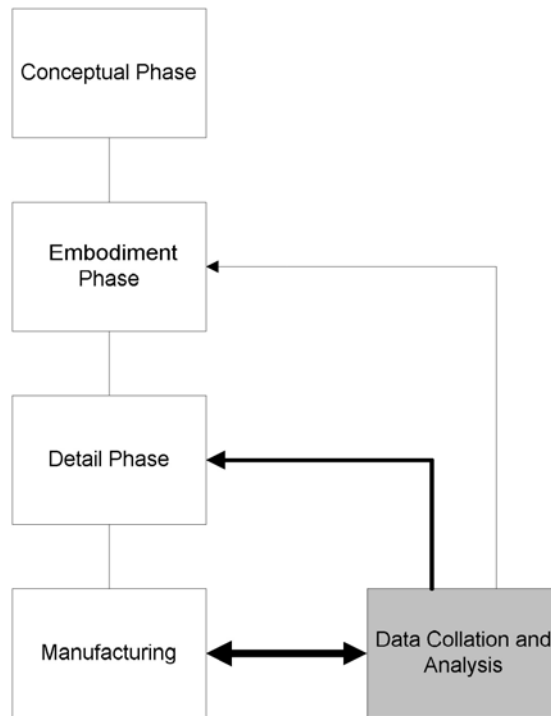 Conceptual Phase
Embodiment
Phase
Detail Phase
Manufacturing
Data Collation and
Analysis